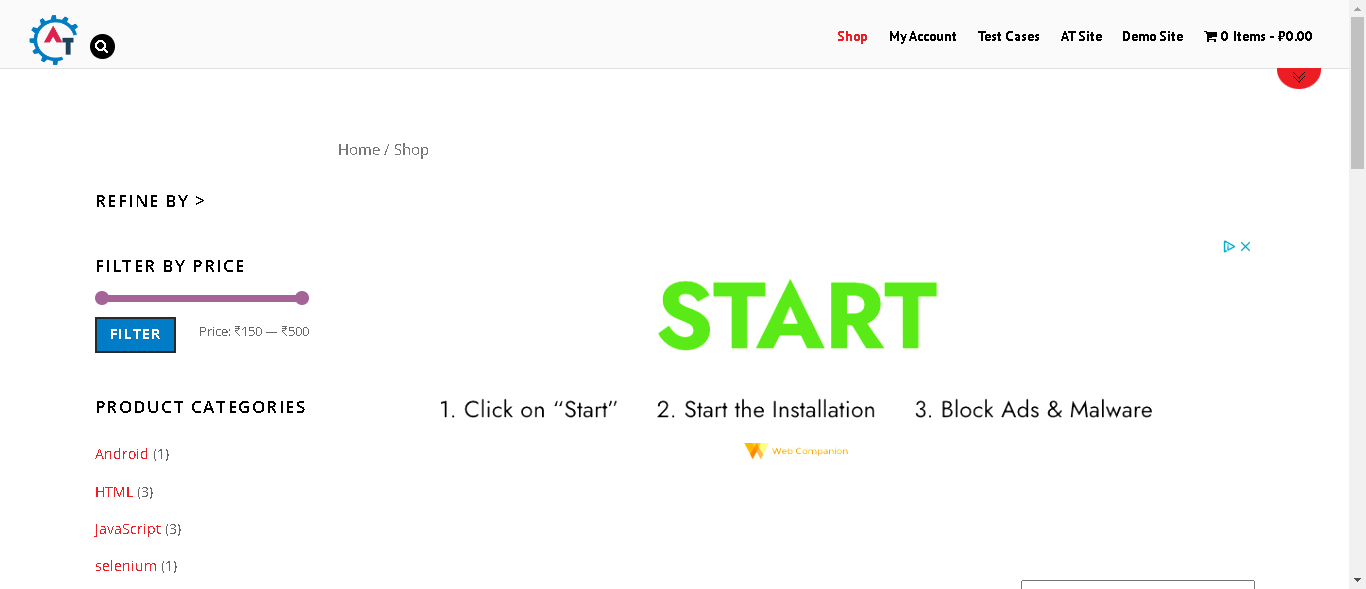 AT
Shop My Account Test Cases AT Site Demo Site 0 Items - ₽0.00
Home / Shop
REFINE BY >
FILTER BY PRICE
FILTER Price: ₹150 — ₹500
PRODUCT CATEGORIES
Android (1)
HTML (3)
JavaScript (3)
selenium (1)
START
1. Click on “Start” 2. Start the Installation 3. Block Ads & Malware
Web Companion